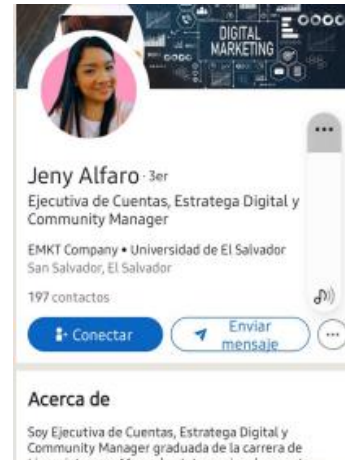 DIGITAL
MARKETING
Jeny Alfaro · 3er
Ejecutiva de Cuentas, Estratega Digital y
Community Manager
EMKT Company • Universidad de El Salvador
San Salvador, El Salvador
197 contactos
Conectar
Enviar
mensaje
Acerca de
Soy Ejecutiva de Cuentas, Estratega Digital y
Community Manager graduada de la carrera de